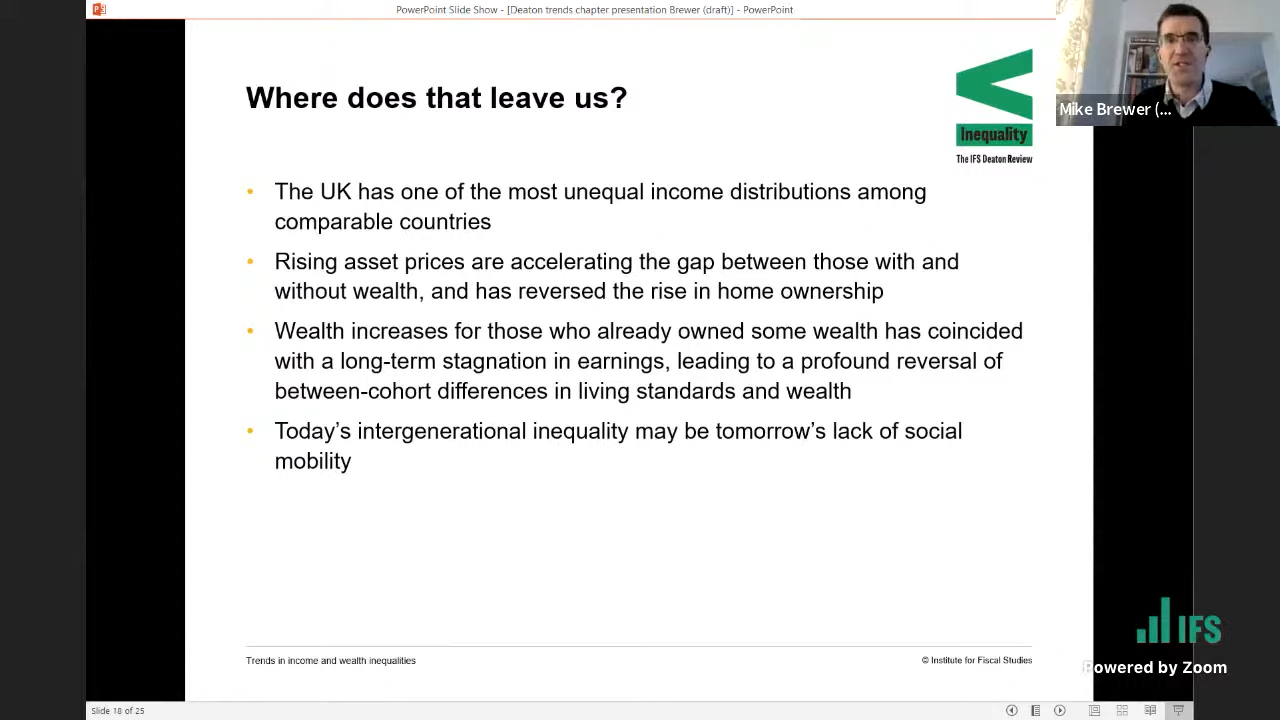 PowerPoint Slide Show - [Deaton trends chapter presentation Brewer (draft)] - PowerPoint
Mike Brewer (...
Where does that leave us?
Inequality
The IFS Deaton Review
• The UK has one of the most unequal income distributions among
comparable countries
• Rising asset prices are accelerating the gap between those with and
without wealth, and has reversed the rise in home ownership
• Wealth increases for those who already owned some wealth has coincided
with a long-term stagnation in earnings, leading to a profound reversal of
between-cohort differences in living standards and wealth
• Today’s intergenerational inequality may be tomorrow’s lack of social
mobility
IFS
Trends in income and wealth inequalities
© Institute for Fiscal Studies
Powered by Zoom
Slide 18 of 25